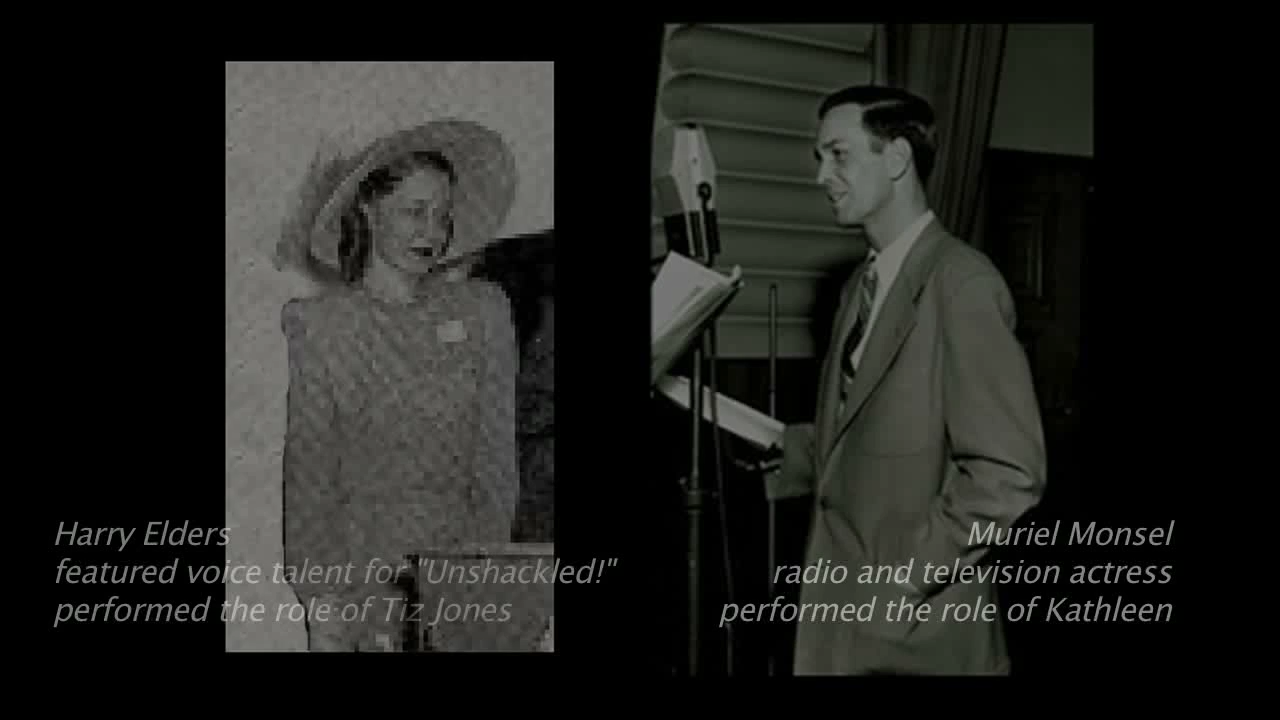 Harry Elders
featured voice talent for "Unshackled!"
performed the role of Tiz Jones
Muriel Monsel
radio and television actress
performed the role of Kathleen